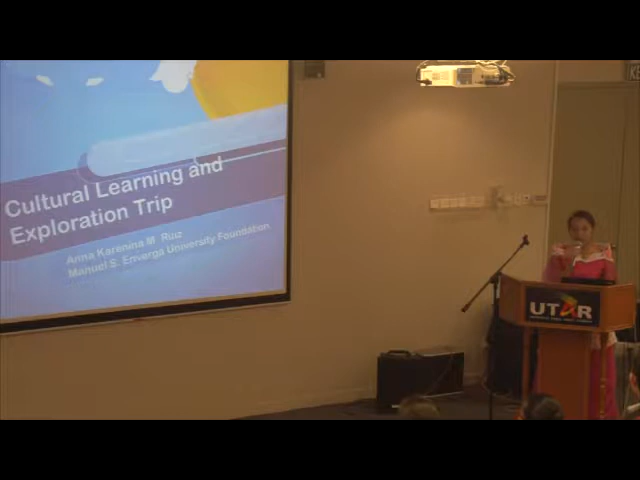 Cultural Learning and
Exploration Trip
Anna Karenina M. Ruiz
Manuel S. Enverga University Foundation
UTAR